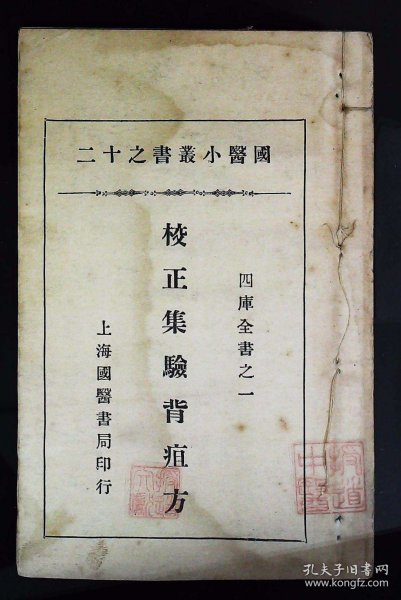 國醫小叢書之十二
四庫全書之一
校正集驗背疽方
上海國醫書局印行
孔夫子旧书网
www.kongfz.com